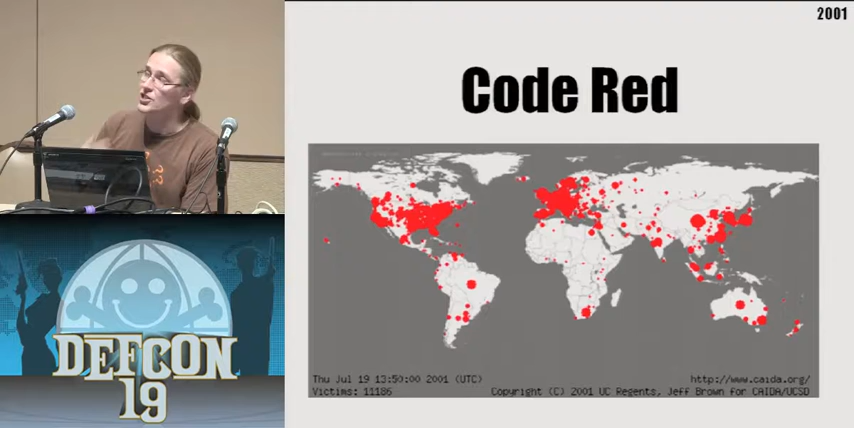 2001
Code Red
Thu Jul 19 13:50:00 2001 (UTC)
Victims: 11186
http://www.caida.org/
Copyright (C) 2001 UC Regents, Jeff Brown for CAIDA/UCSD
DEFCON
19